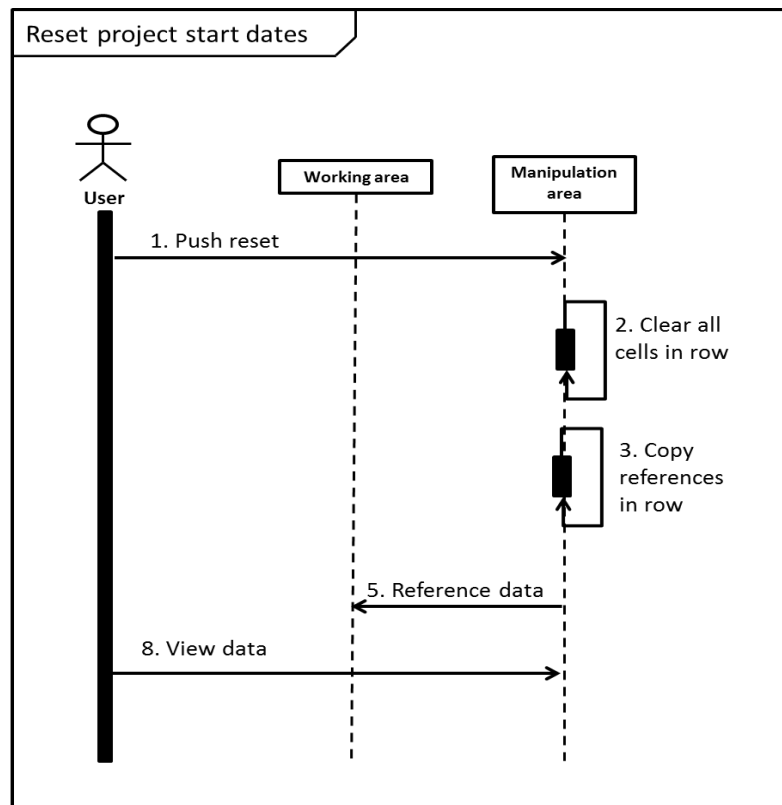 Reset project start dates
User
Working area
Manipulation
area
1. Push reset
2. Clear all
cells in row
3. Copy
references
in row
5. Reference data
8. View data